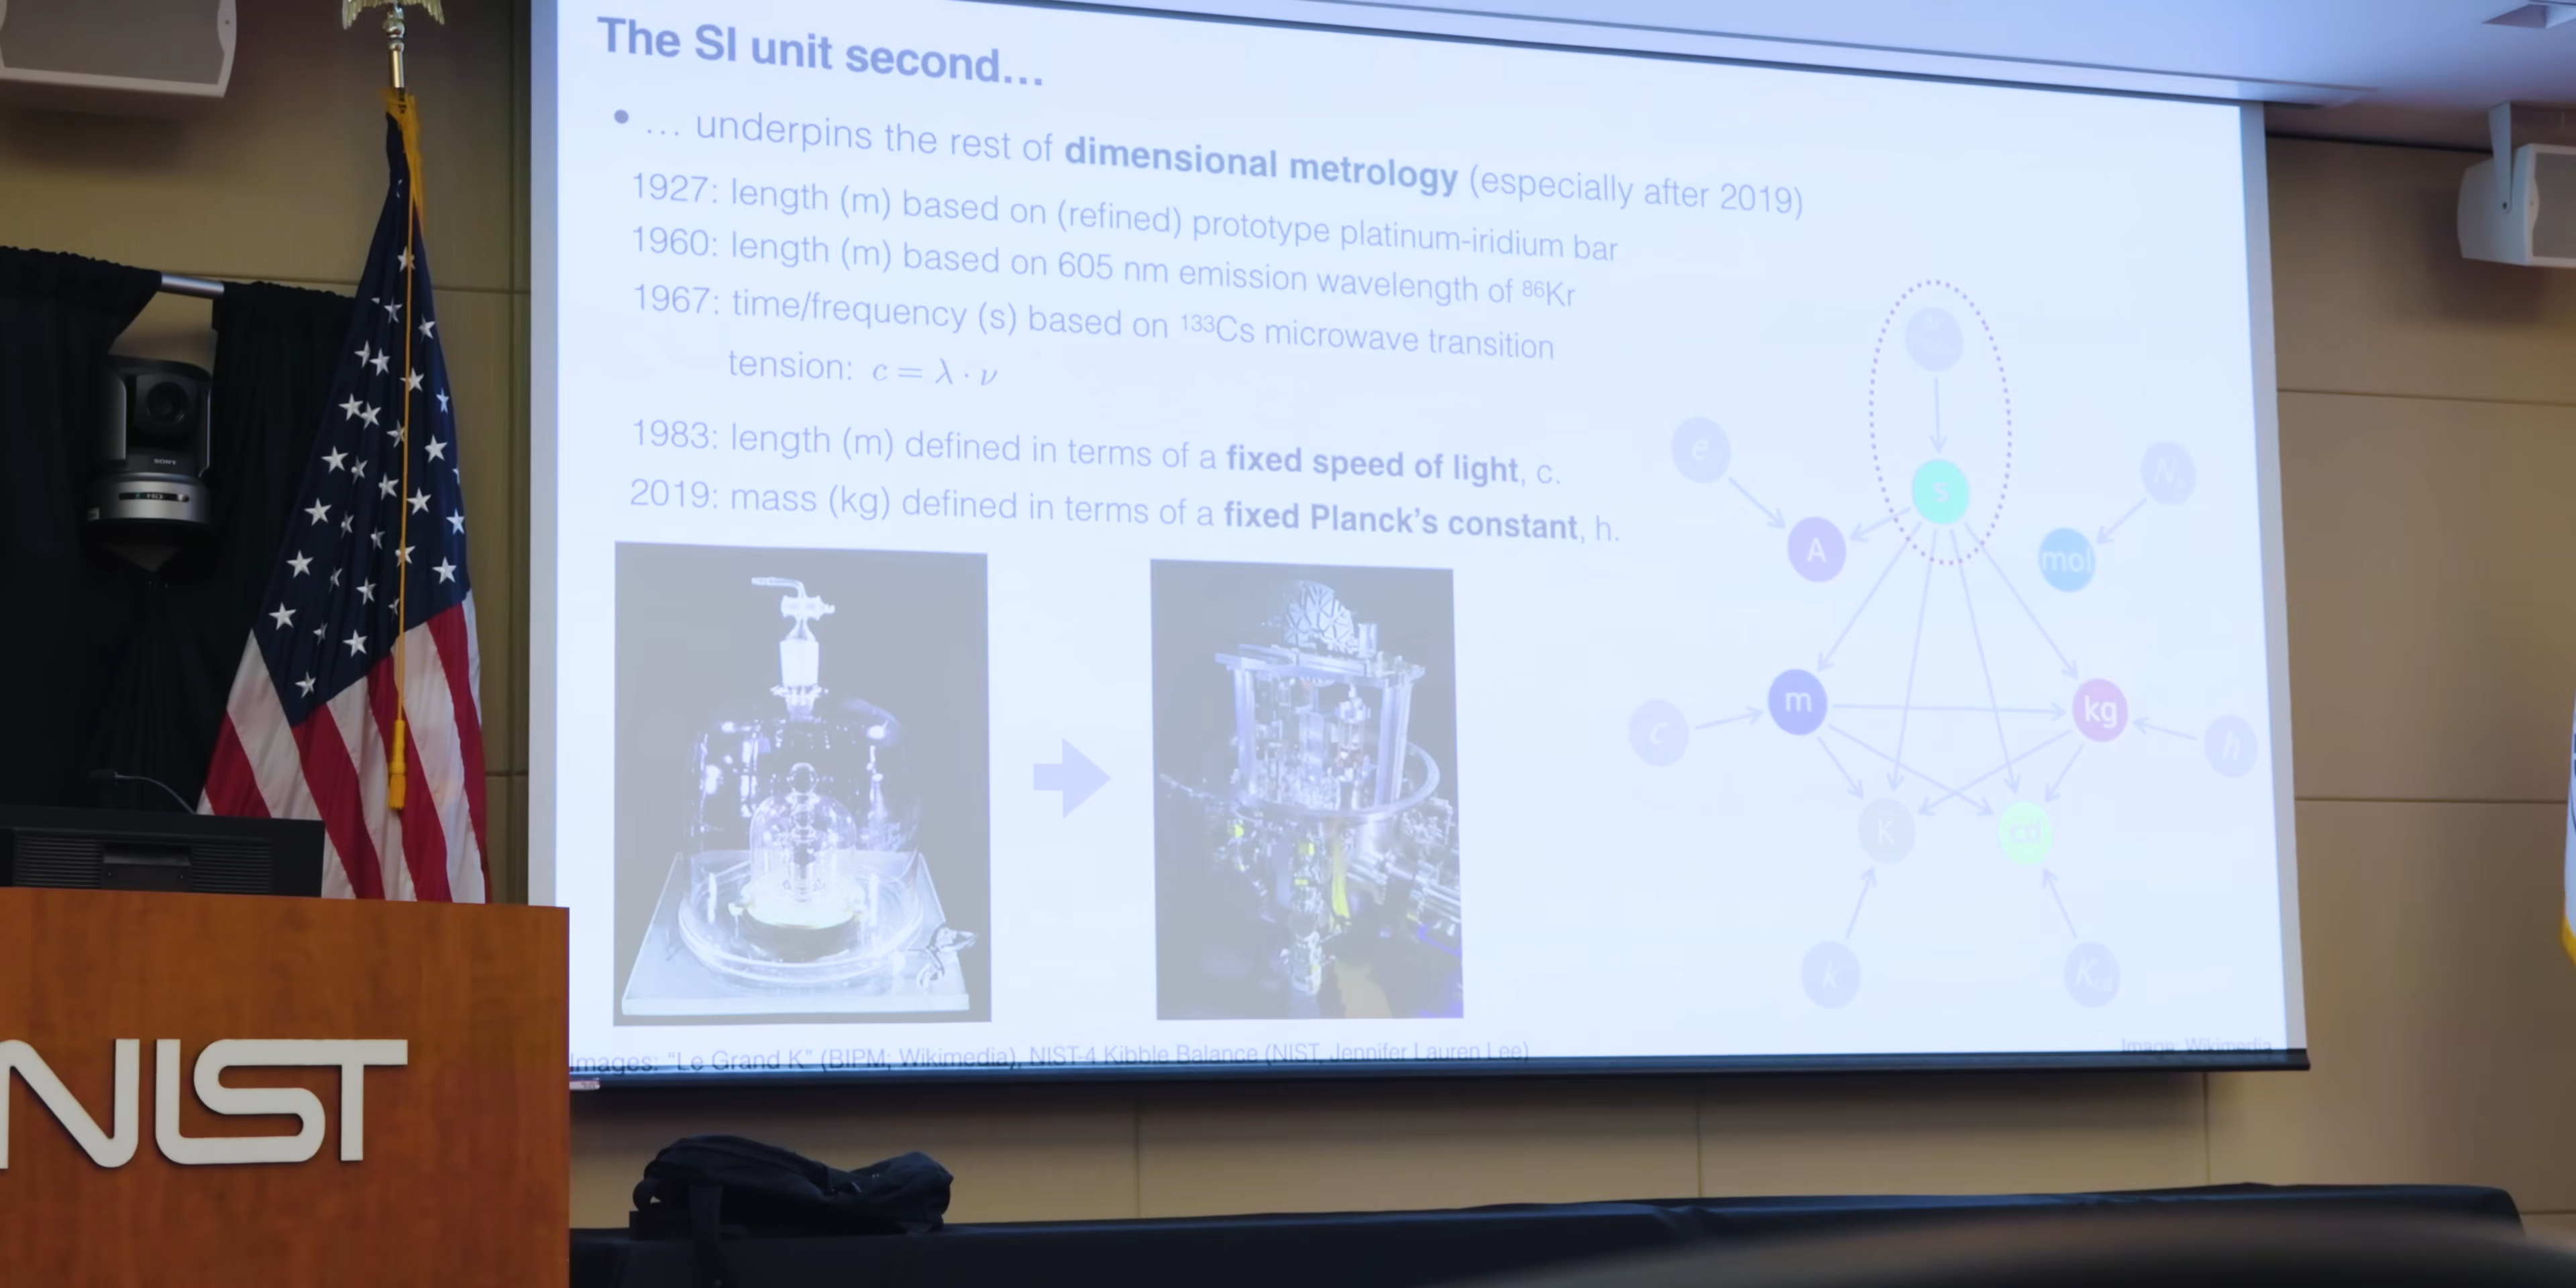 The SI unit second...
• ... underpins the rest of dimensional metrology (especially after 2019)
1927: length (m) based on (refined) prototype platinum-iridium bar
1960: length (m) based on 605 nm emission wavelength of ⁸⁶Kr
1967: time/frequency (s) based on ¹³³Cs microwave transition
tension: c = λ · ν
1983: length (m) defined in terms of a fixed speed of light, c.
2019: mass (kg) defined in terms of a fixed Planck's constant, h.
e
s
N
A
mol
m
kg
c
h
K
cd
k
K
Images: "Le Grand K" (BIPM; Wikimedia), NIST-4 Kibble Balance (NIST, Jennifer Lauren Lee)
Image: Wikimedia
SONY
NIST